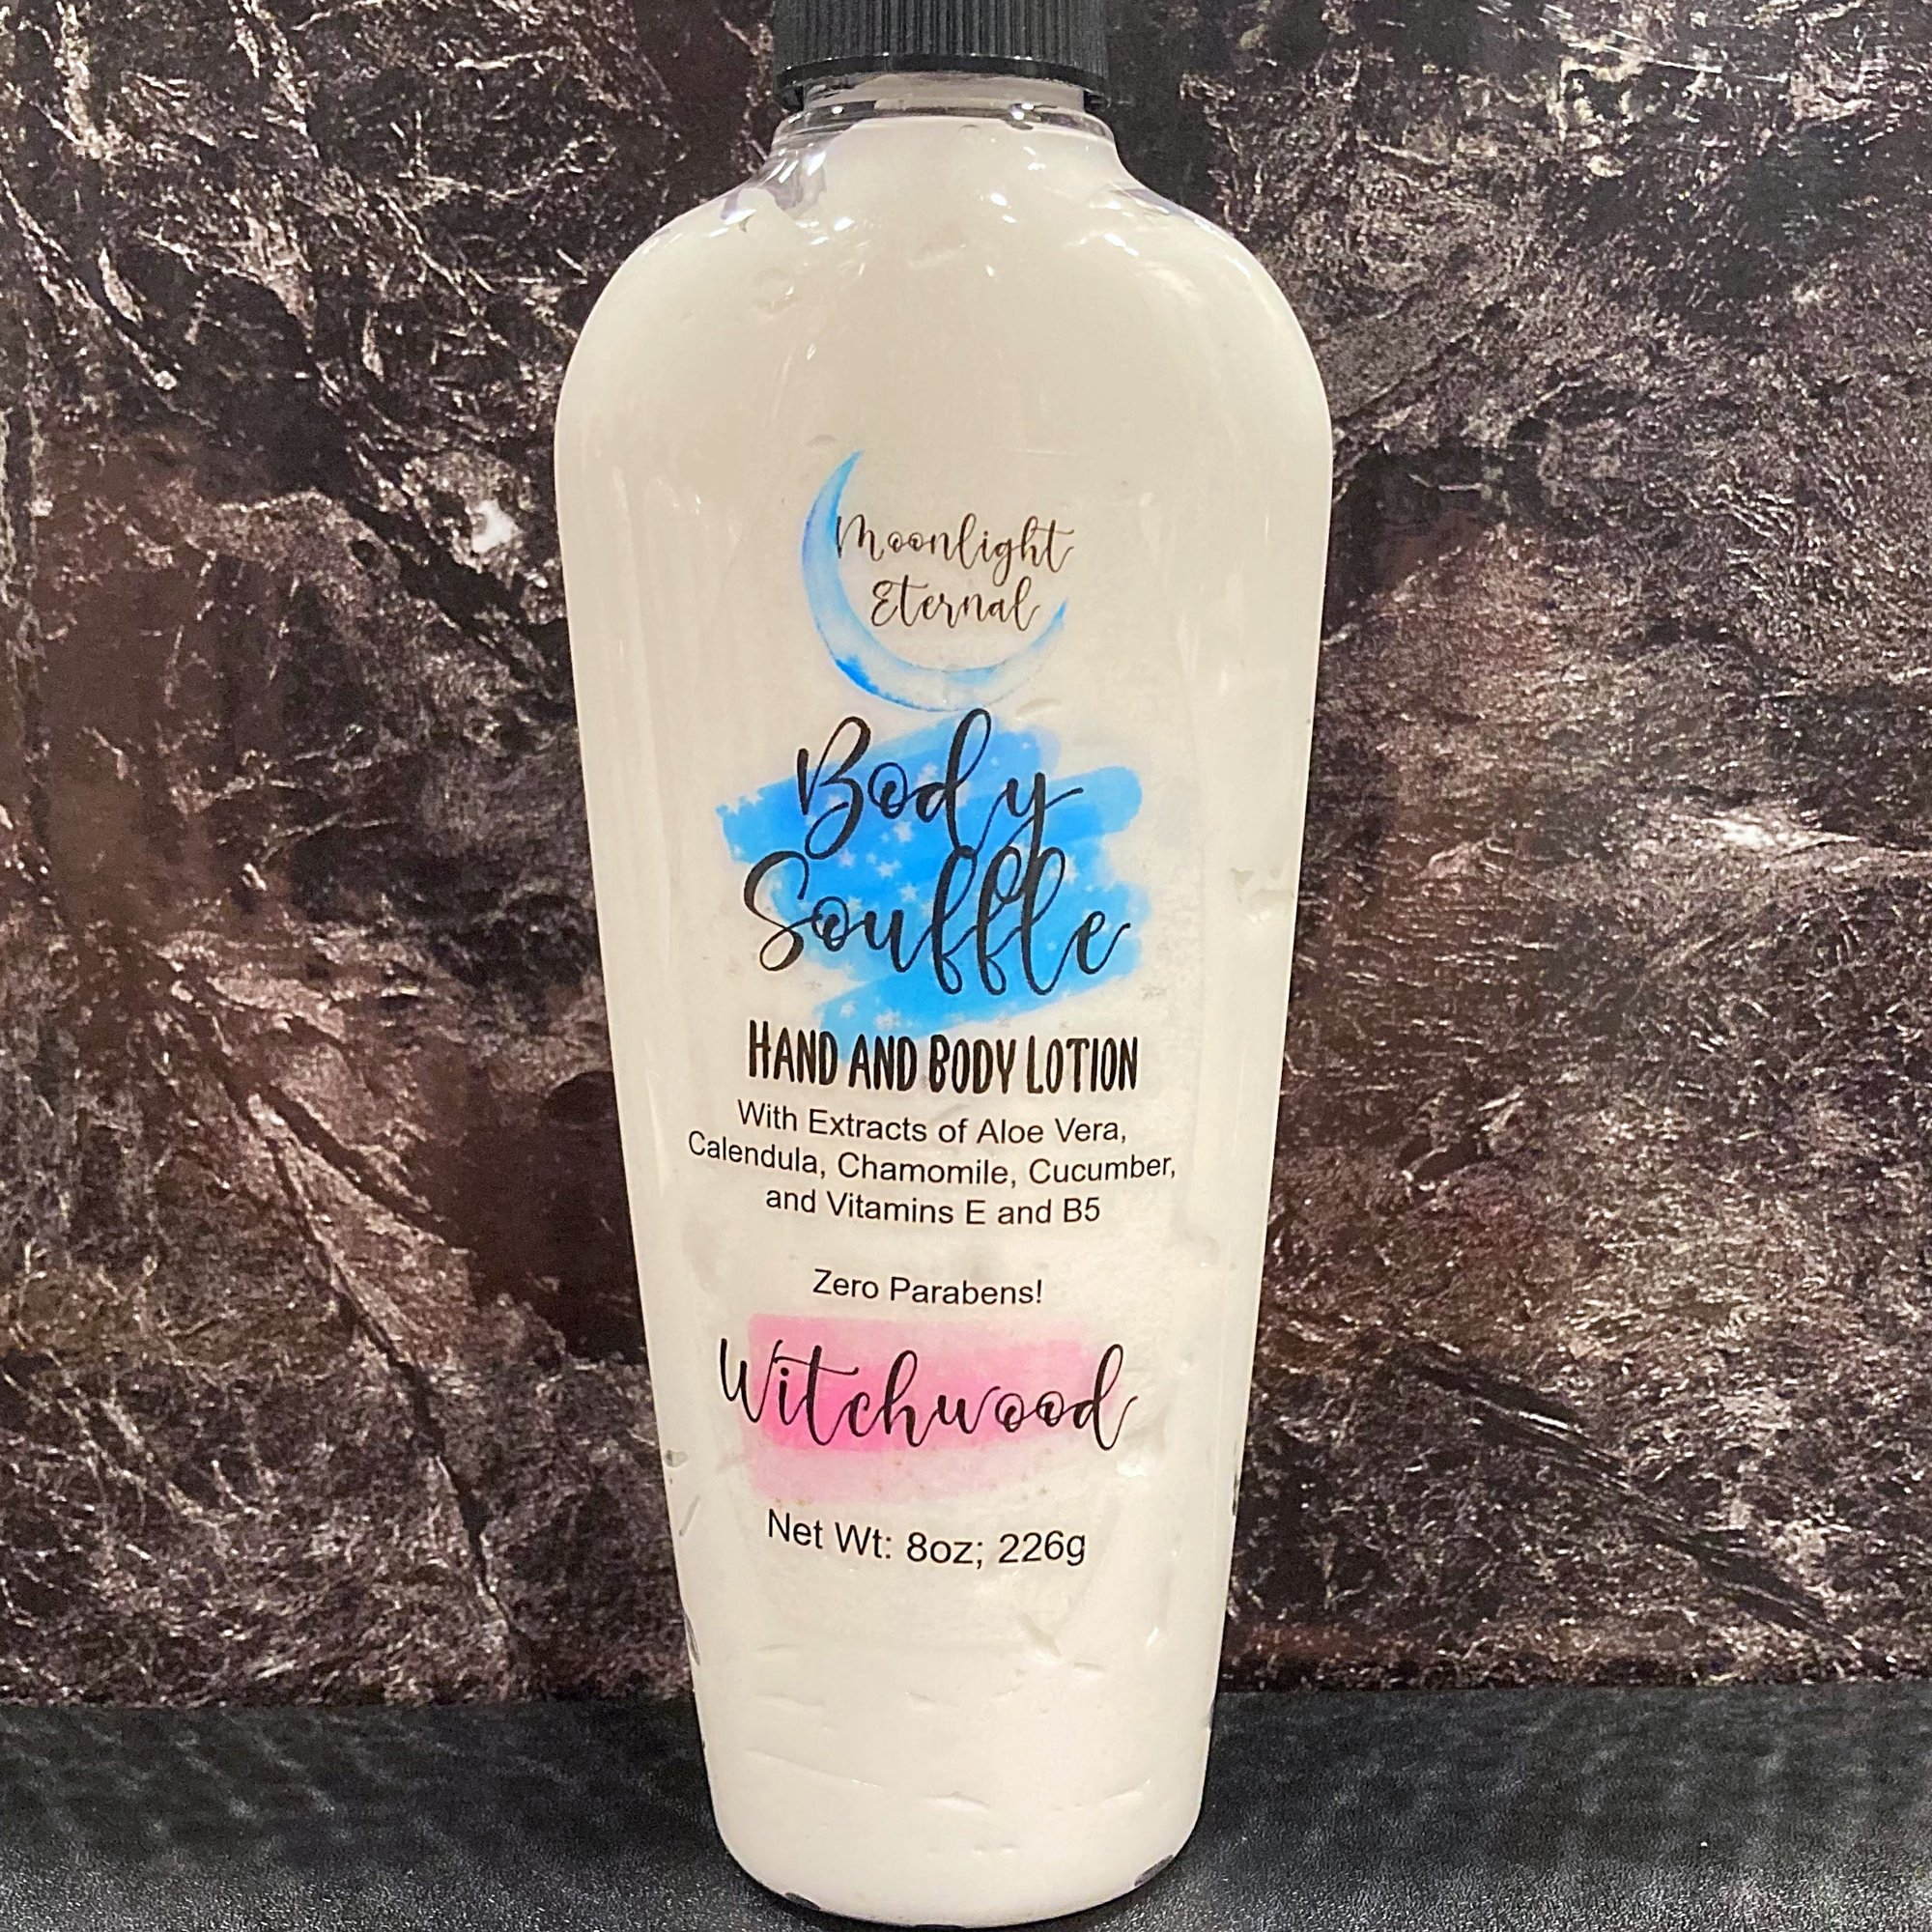 Moonlight
Eternal
Body
Souffle
HAND AND BODY LOTION
With Extracts of Aloe Vera,
Calendula, Chamomile, Cucumber,
and Vitamins E and B5
Zero Parabens!
Witchwood
Net Wt: 8oz; 226g